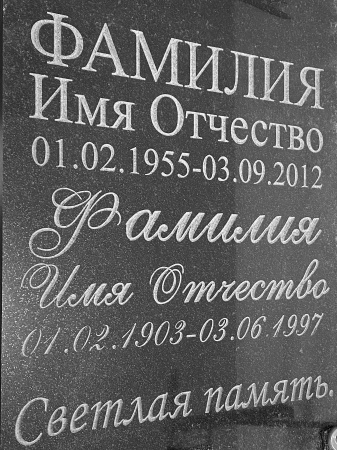 ФАМИЛИЯ
Имя Отчество
01.02.1955-03.09.2012
Фамилия
Имя Отчество
01.02.1903-03.06.1997
Светлая память.